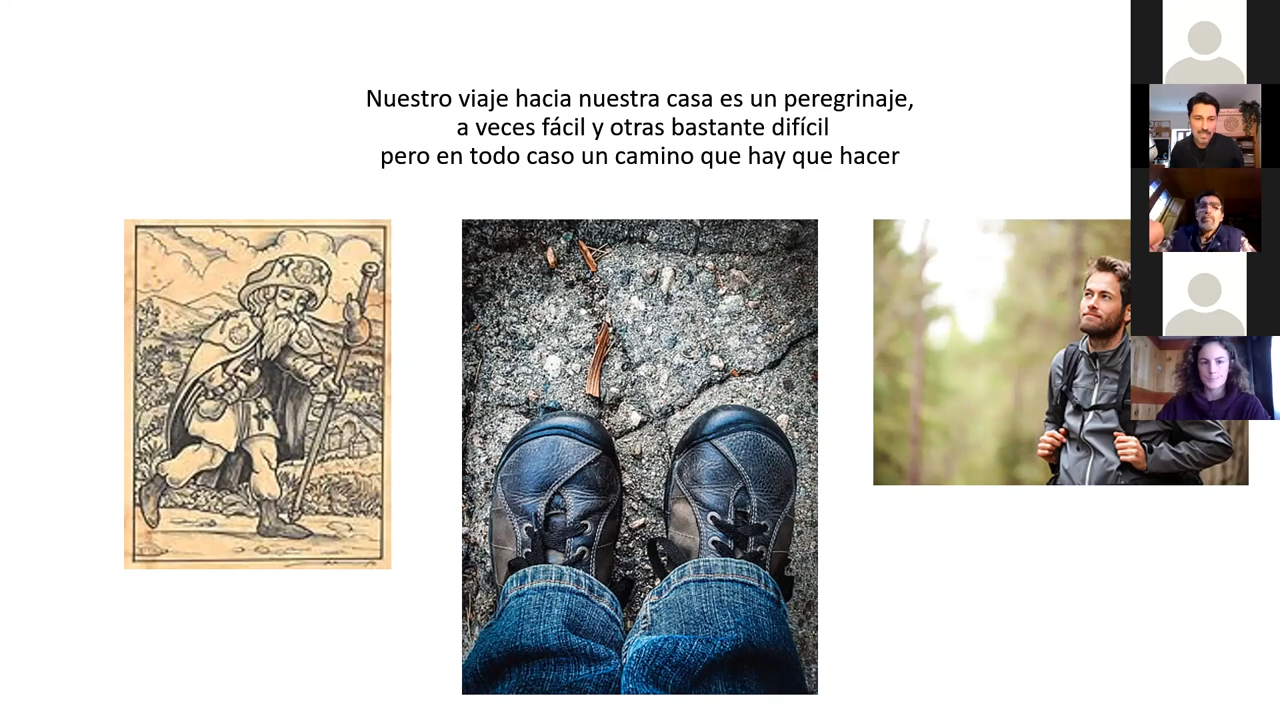 Nuestro viaje hacia nuestra casa es un peregrinaje,
a veces fácil y otras bastante difícil
pero en todo caso un camino que hay que hacer